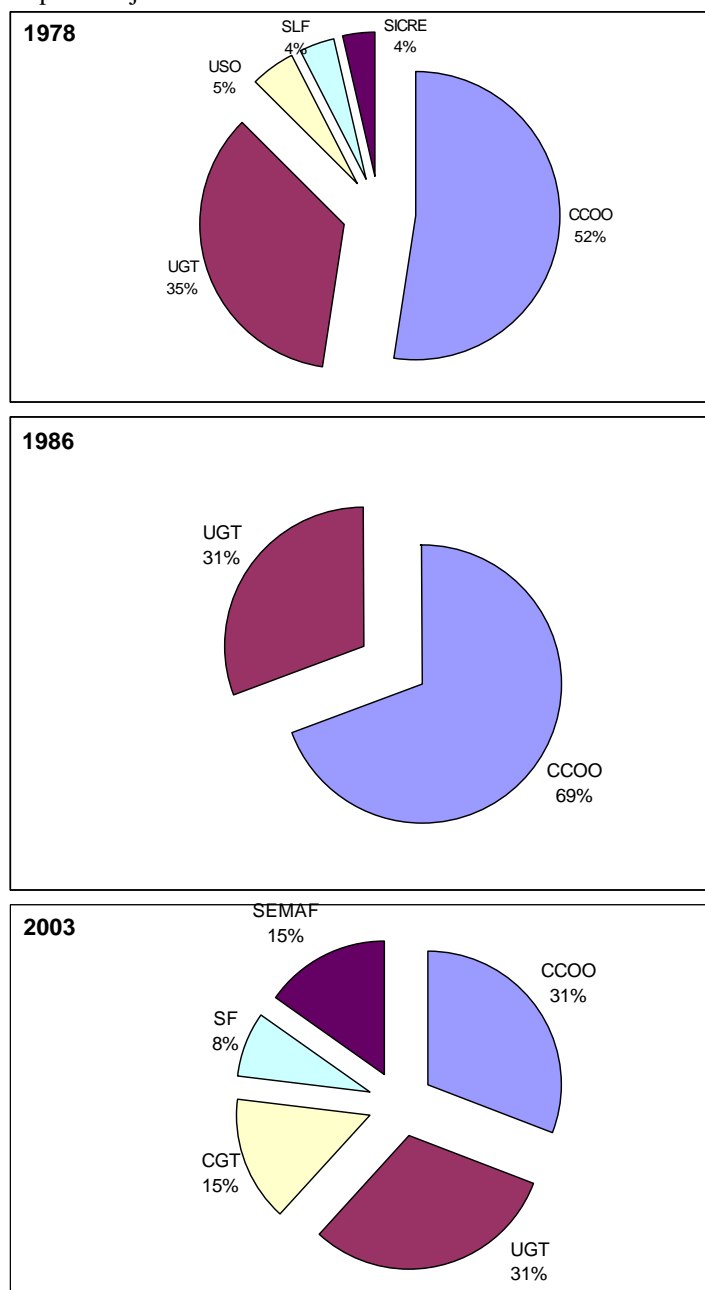 1978
SLF
4%
SICRE
4%
USO
5%
CCOO
52%
UGT
35%
1986
UGT
31%
CCOO
69%
2003
SEMAF
15%
CCOO
31%
SF
8%
CGT
15%
UGT
31%